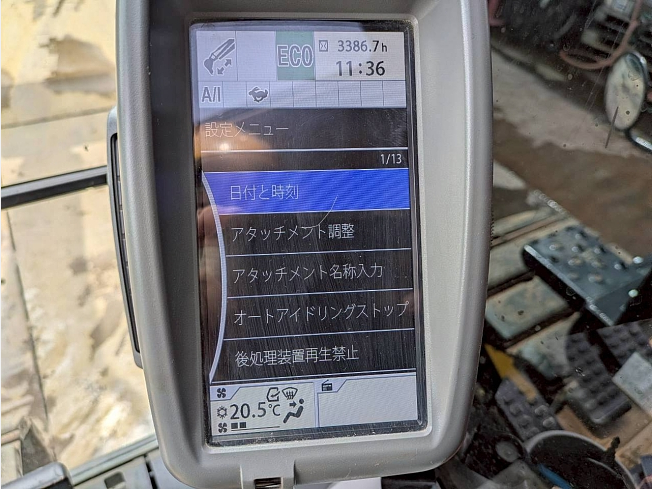 ECO
3386.7h
11:36
A/I
設定メニュー
1/13
日付と時刻
アタッチメント調整
アタッチメント名称入力
オートアイドリングストップ
後処理装置再生禁止
20.5℃